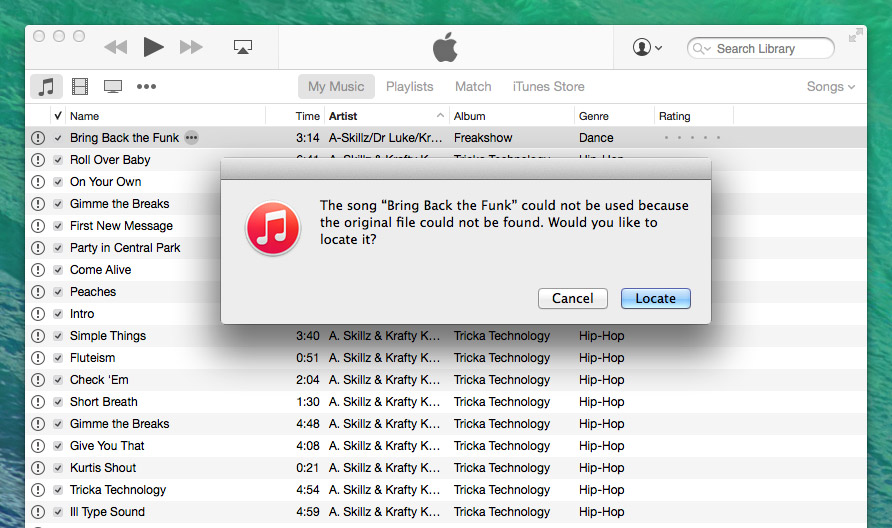 Search Library
My Music Playlists Match iTunes Store Songs
Name Time Artist Album Genre Rating
Bring Back the Funk 3:14 A-Skillz/Dr Luke/Kr... Freakshow Dance
Roll Over Baby
On Your Own
Gimme the Breaks
First New Message
Party in Central Park
Come Alive
Peaches
Intro
The song “Bring Back the Funk” could not be used because
the original file could not be found. Would you like to
locate it?
Cancel Locate
Simple Things 3:40 A. Skillz & Krafty K... Tricka Technology Hip-Hop
Fluteism 0:51 A. Skillz & Krafty K... Tricka Technology Hip-Hop
Check 'Em 2:04 A. Skillz & Krafty K... Tricka Technology Hip-Hop
Short Breath 1:30 A. Skillz & Krafty K... Tricka Technology Hip-Hop
Gimme the Breaks 4:48 A. Skillz & Krafty K... Tricka Technology Hip-Hop
Give You That 4:08 A. Skillz & Krafty K... Tricka Technology Hip-Hop
Kurtis Shout 0:21 A. Skillz & Krafty K... Tricka Technology Hip-Hop
Tricka Technology 4:54 A. Skillz & Krafty K... Tricka Technology Hip-Hop
Ill Type Sound 4:59 A. Skillz & Krafty K... Tricka Technology Hip-Hop